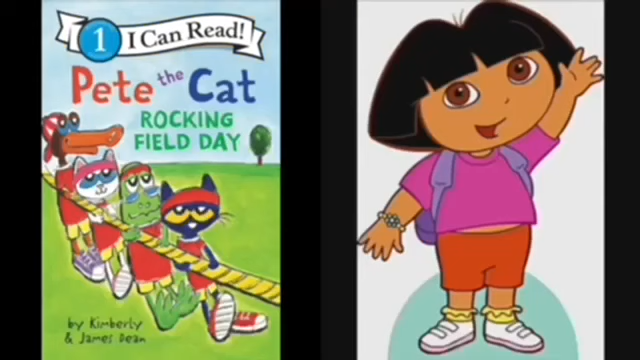 1 I Can Read!
Pete the Cat
ROCKING
FIELD DAY
by Kimberly
& James Dean